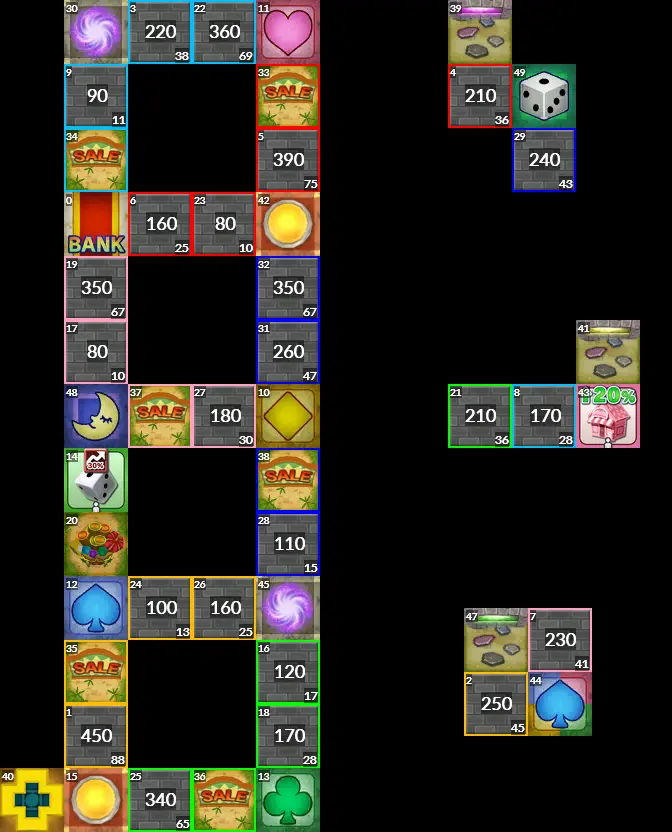 30 3 220 38 22 360 69 11 39
9 90 11 33 SALE 4 210 36 49
34 SALE 5 390 75 29 240 43
0 BANK 6 160 25 23 80 10 42
19 350 67 32 350 67
17 80 10 31 260 47 41
48 37 SALE 27 180 30 10 21 210 36 8 170 28 43 120%
14 30% 38 SALE
20 28 110 15
12 24 100 13 26 160 25 45 47 7 230 41
35 SALE 16 120 17 2 250 45 44
1 450 88 18 170 28
40 15 25 340 65 36 SALE 13